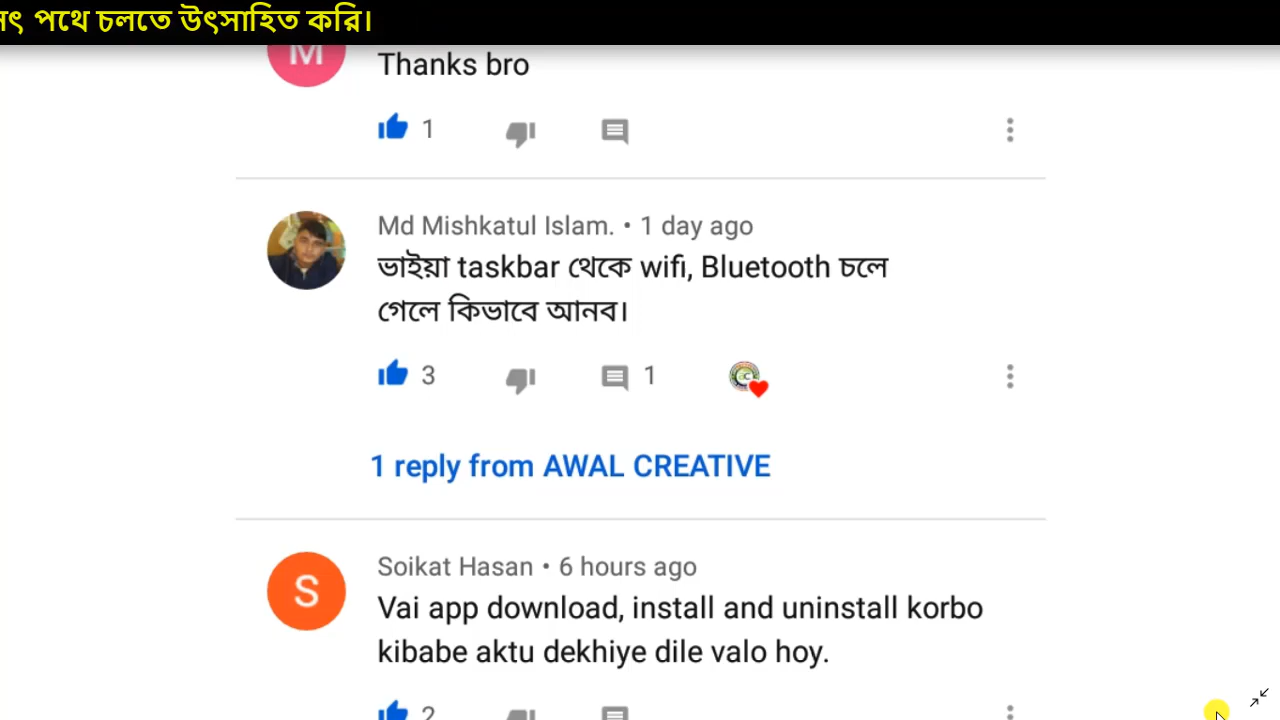 পথে চলতে উৎসাহিত করি।
M
Thanks bro
1
Md Mishkatul Islam. • 1 day ago
ভাইয়া taskbar থেকে wifi, Bluetooth চলে
গেলে কিভাবে আনব।
3 1
1 reply from AWAL CREATIVE
S
Soikat Hasan • 6 hours ago
Vai app download, install and uninstall korbo
kibabe aktu dekhiye dile valo hoy.
2